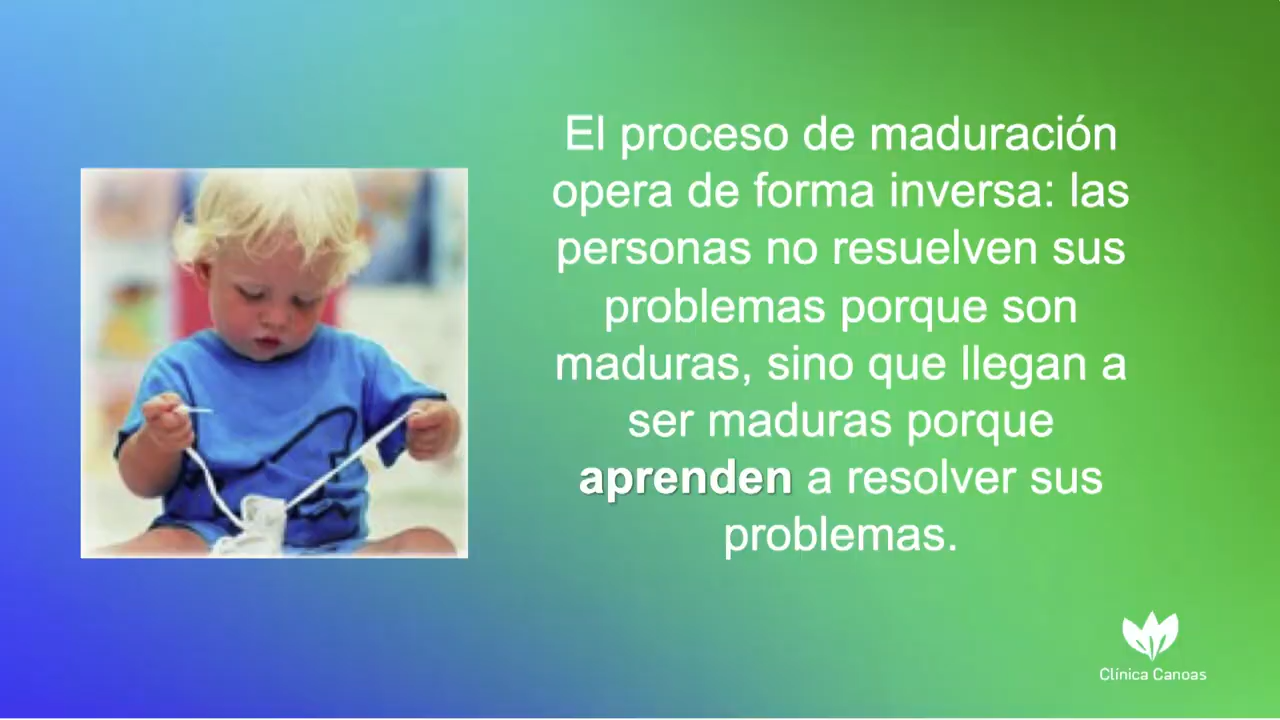 El proceso de maduración
opera de forma inversa: las
personas no resuelven sus
problemas porque son
maduras, sino que llegan a
ser maduras porque
aprenden a resolver sus
problemas.
Clínica Canoas